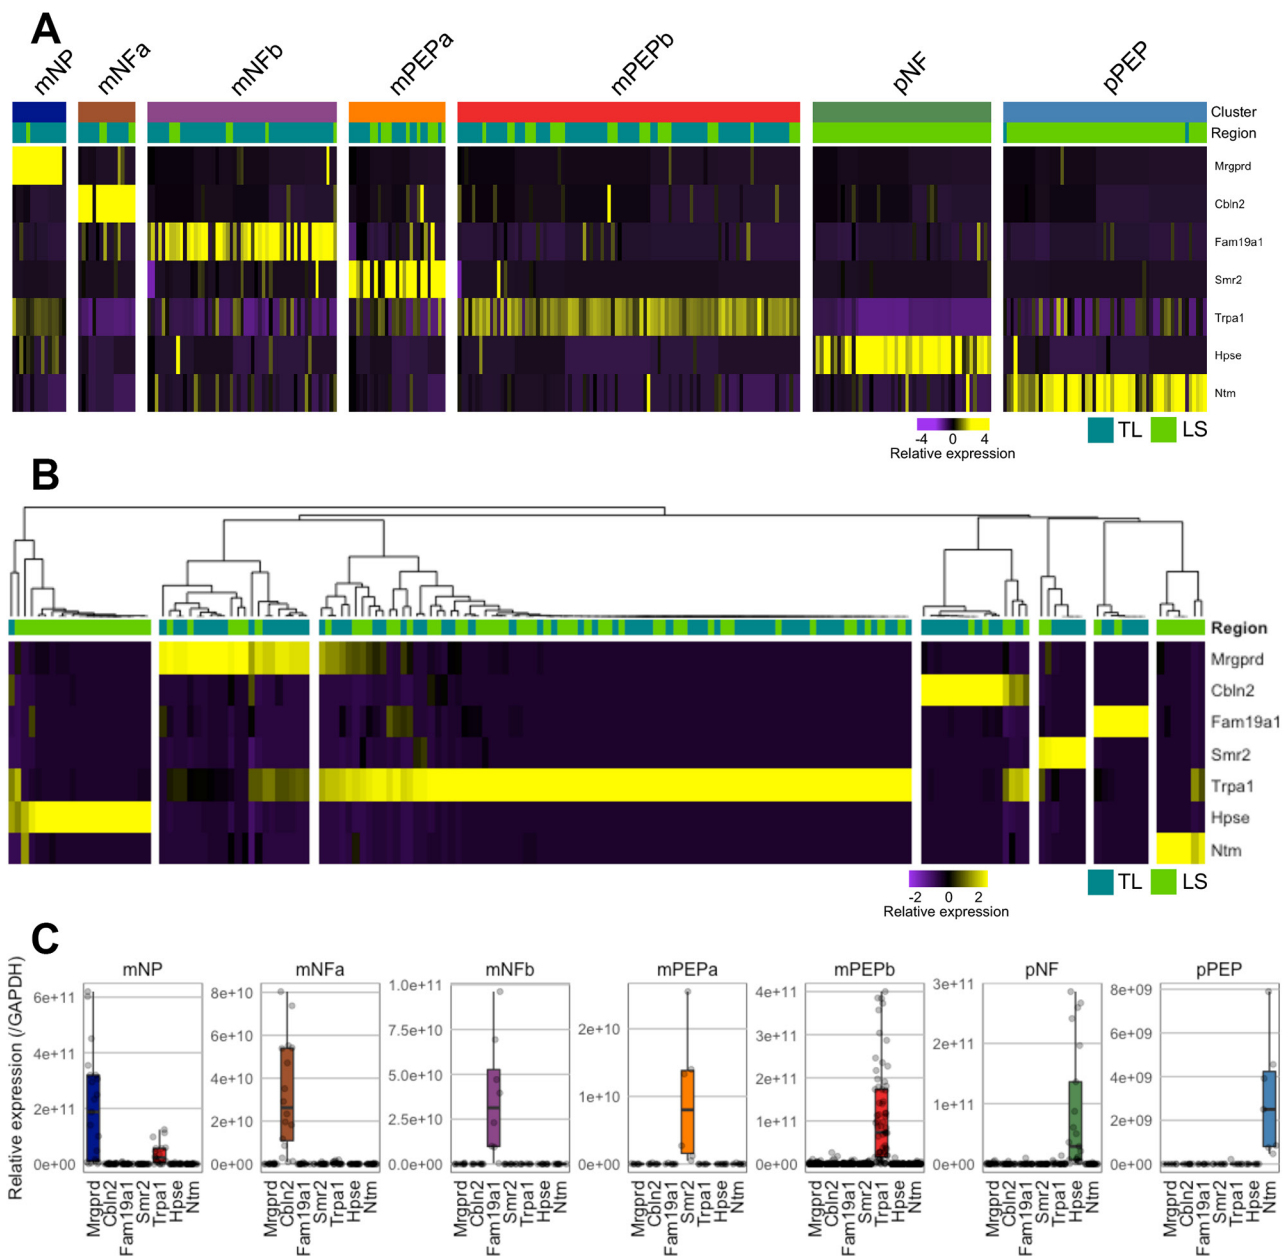 A
mNP
mNFa
mNFb
mPEPa
mPEPb
pNF
pPEP
Cluster
Region
Mrgprd
Cbln2
Fam19a1
Smr2
Trpa1
Hpse
Ntm
-4 0 4
Relative expression
TL LS
B
Region
Mrgprd
Cbln2
Fam19a1
Smr2
Trpa1
Hpse
Ntm
-2 0 2
Relative expression
TL LS
C
Relative expression (/GAPDH)
mNP
6e+11
4e+11
2e+11
0e+00
Mrgprd
Cbln2
Fam19a1
Smr2
Trpa1
Hpse
Ntm
mNFa
8e+10
6e+10
4e+10
2e+10
0e+00
Mrgprd
Cbln2
Fam19a1
Smr2
Trpa1
Hpse
Ntm
mNFb
1.0e+11
7.5e+10
5.0e+10
2.5e+10
0.0e+00
Mrgprd
Cbln2
Fam19a1
Smr2
Trpa1
Hpse
Ntm
mPEPa
2e+10
1e+10
0e+00
Mrgprd
Cbln2
Fam19a1
Smr2
Trpa1
Hpse
Ntm
mPEPb
4e+11
3e+11
2e+11
1e+11
0e+00
Mrgprd
Cbln2
Fam19a1
Smr2
Trpa1
Hpse
Ntm
pNF
3e+11
2e+11
1e+11
0e+00
Mrgprd
Cbln2
Fam19a1
Smr2
Trpa1
Hpse
Ntm
pPEP
8e+09
6e+09
4e+09
2e+09
0e+00
Mrgprd
Cbln2
Fam19a1
Smr2
Trpa1
Hpse
Ntm